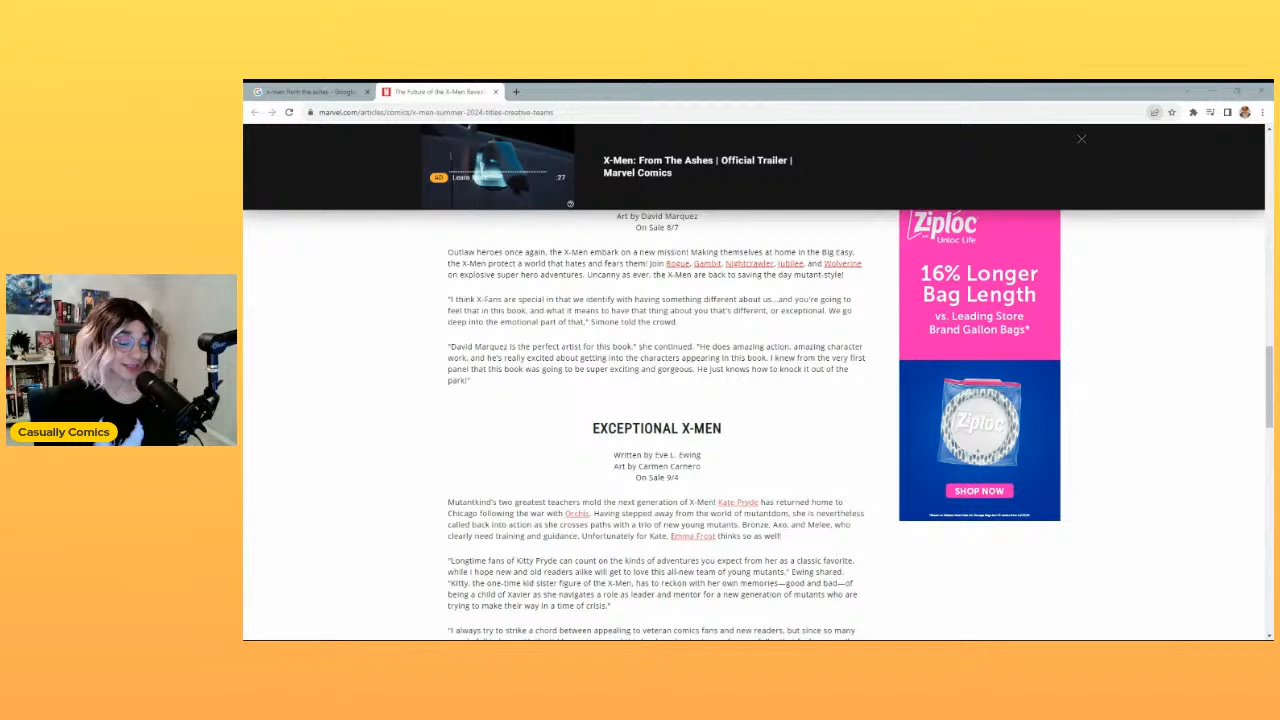 x-men from the ashes - Google
The Future of the X-Men Reveal
marvel.com/articles/comics/x-men-summer-2024-titles-creative-teams
AD
:27
X-Men: From The Ashes | Official Trailer |
Marvel Comics
Art by David Marquez
On Sale 8/7
Outlaw heroes once again, the X-Men embark on a new mission! Making themselves at home in the Big Easy,
the X-Men protect a world that hates and fears them! Join Rogue, Gambit, Nightcrawler, Jubilee, and Wolverine
on explosive super hero adventures. Uncanny as ever, the X-Men are back to saving the day mutant-style!
"I think X-Fans are special in that we identify with having something different about us...and you're going to
feel that in this book, and what it means to have that thing about you that's different, or exceptional. We go
deep into the emotional part of that," Simone told the crowd.
"David Marquez is the perfect artist for this book," she continued. "He does amazing action, amazing character
work, and he's really excited about getting into the characters appearing in this book. I knew from the very first
panel that this book was going to be super exciting and gorgeous. He just knows how to knock it out of the
park!"
EXCEPTIONAL X-MEN
Written by Eve L. Ewing
Art by Carmen Carnero
On Sale 9/4
Mutantkind's two greatest teachers mold the next generation of X-Men! Kate Pryde has returned home to
Chicago following the war with Orchis. Having stepped away from the world of mutantdom, she is nevertheless
called back into action as she crosses paths with a trio of new young mutants, Bronze, Axo, and Melee, who
clearly need training and guidance. Unfortunately for Kate, Emma Frost thinks so as well!
"Longtime fans of Kitty Pryde can count on the kinds of adventures you expect from her as a classic favorite,
while I hope new and old readers alike will get to love this all-new team of young mutants," Ewing shared.
"Kitty, the one-time kid sister figure of the X-Men, has to reckon with her own memories—good and bad—of
being a child of Xavier as she navigates a role as leader and mentor for a new generation of mutants who are
trying to make their way in a time of crisis."
"I always try to strike a chord between appealing to veteran comics fans and new readers, but since so many
Ziploc
Unloc Life
16% Longer
Bag Length
vs. Leading Store
Brand Gallon Bags*
Ziploc
SHOP NOW
Casually Comics